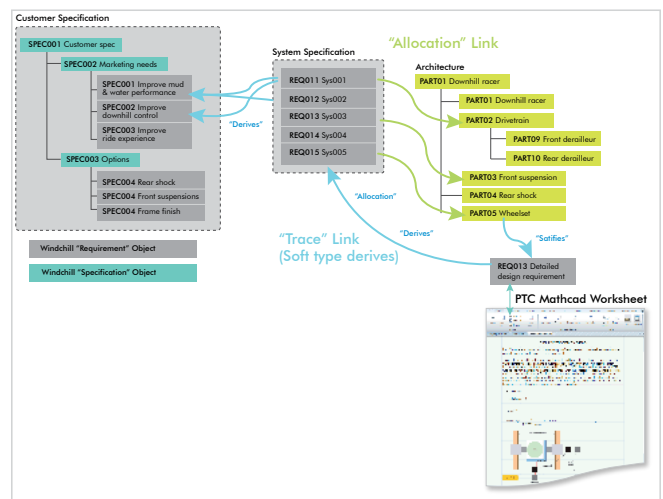 Customer Specification
SPEC001 Customer spec
SPEC002 Marketing needs
SPEC001 Improve mud
& water performance
SPEC002 Improve
downhill control
SPEC003 Improve
ride experience
SPEC003 Options
SPEC004 Rear shock
SPEC004 Front suspensions
SPEC004 Frame finish
Windchill "Requirement" Object
Windchill "Specification" Object
System Specification
REQ011 Sys001
REQ012 Sys002
REQ013 Sys003
REQ014 Sys004
REQ015 Sys005
"Derives"
"Allocation" Link
Architecture
PART01 Downhill racer
PART01 Downhill racer
PART02 Drivetrain
PART09 Front derailleur
PART10 Rear derailleur
PART03 Front suspension
PART04 Rear shock
PART05 Wheelset
"Allocation"
"Trace" Link
(Soft type derives)
"Derives"
"Satifies"
REQ013 Detailed
design requirement
PTC Mathcad Worksheet